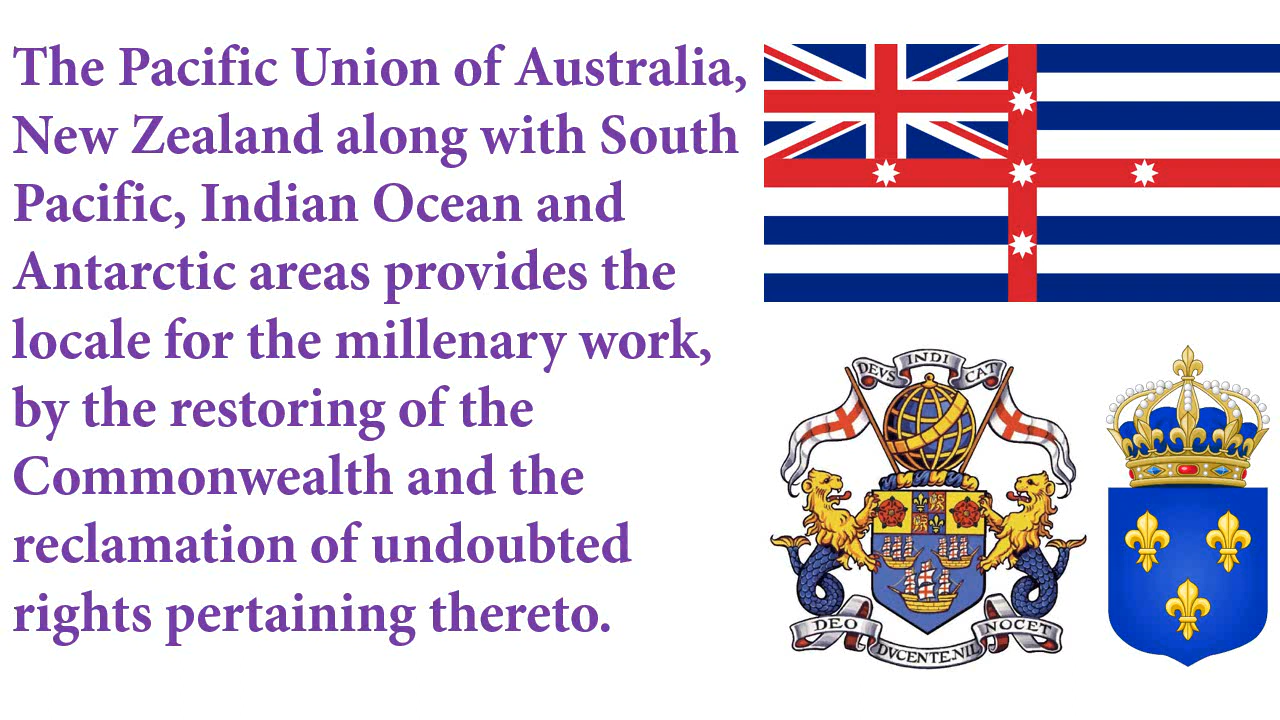 The Pacific Union of Australia,
New Zealand along with South
Pacific, Indian Ocean and
Antarctic areas provides the
locale for the millenary work,
by the restoring of the
Commonwealth and the
reclamation of undoubted
rights pertaining thereto.
DEVS INDI CAT
DEO DVCENTE NIL NOCET